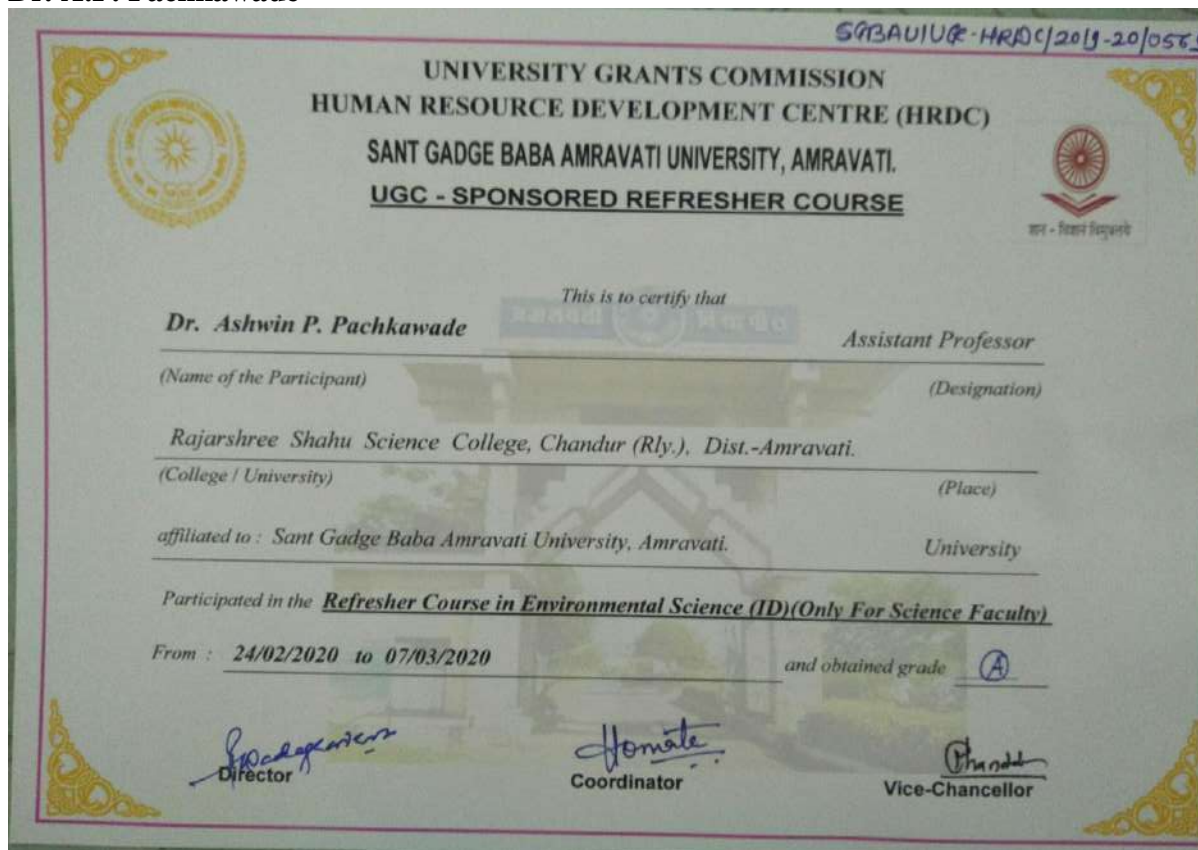 SGBAU/UGC-HRDC/2019-20/056
UNIVERSITY GRANTS COMMISSION
HUMAN RESOURCE DEVELOPMENT CENTRE (HRDC)
SANT GADGE BABA AMRAVATI UNIVERSITY, AMRAVATI.
UGC - SPONSORED REFRESHER COURSE
ज्ञान - विज्ञानं विमुक्तये
This is to certify that
Dr. Ashwin P. Pachkawade Assistant Professor
(Name of the Participant) (Designation)
Rajarshree Shahu Science College, Chandur (Rly.), Dist.-Amravati.
(College / University) (Place)
affiliated to : Sant Gadge Baba Amravati University, Amravati. University
Participated in the Refresher Course in Environmental Science (ID)(Only For Science Faculty)
From : 24/02/2020 to 07/03/2020 and obtained grade A
Director Coordinator Vice-Chancellor